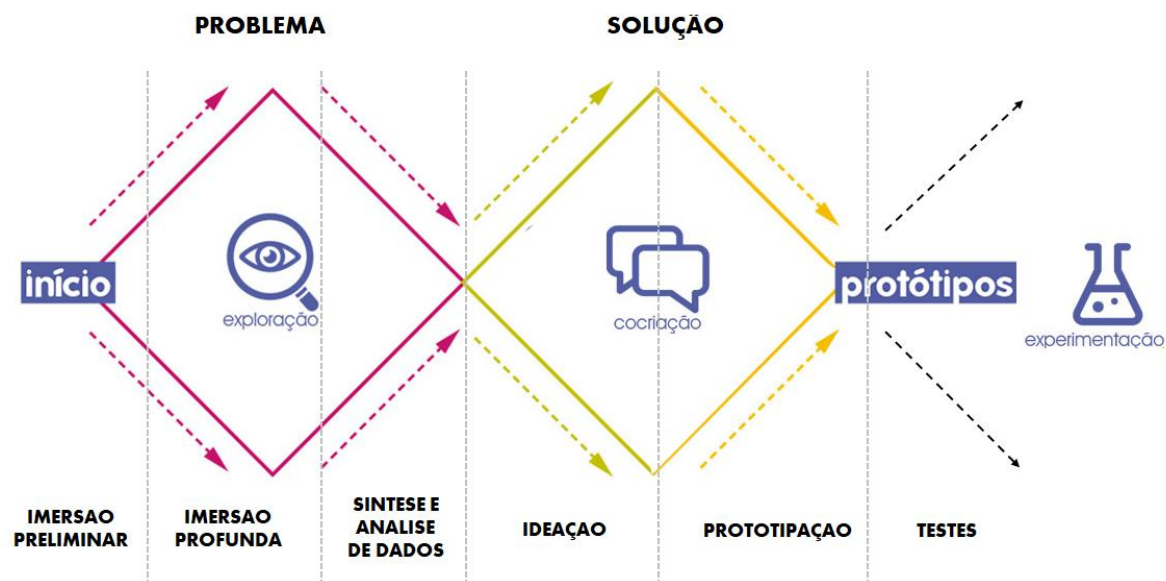 PROBLEMA
SOLUÇÃO
início
exploração
cocriação
protótipos
experimentação
IMERSAO
PRELIMINAR
IMERSAO
PROFUNDA
SINTESE E
ANALISE
DE DADOS
IDEAÇAO
PROTOTIPAÇAO
TESTES